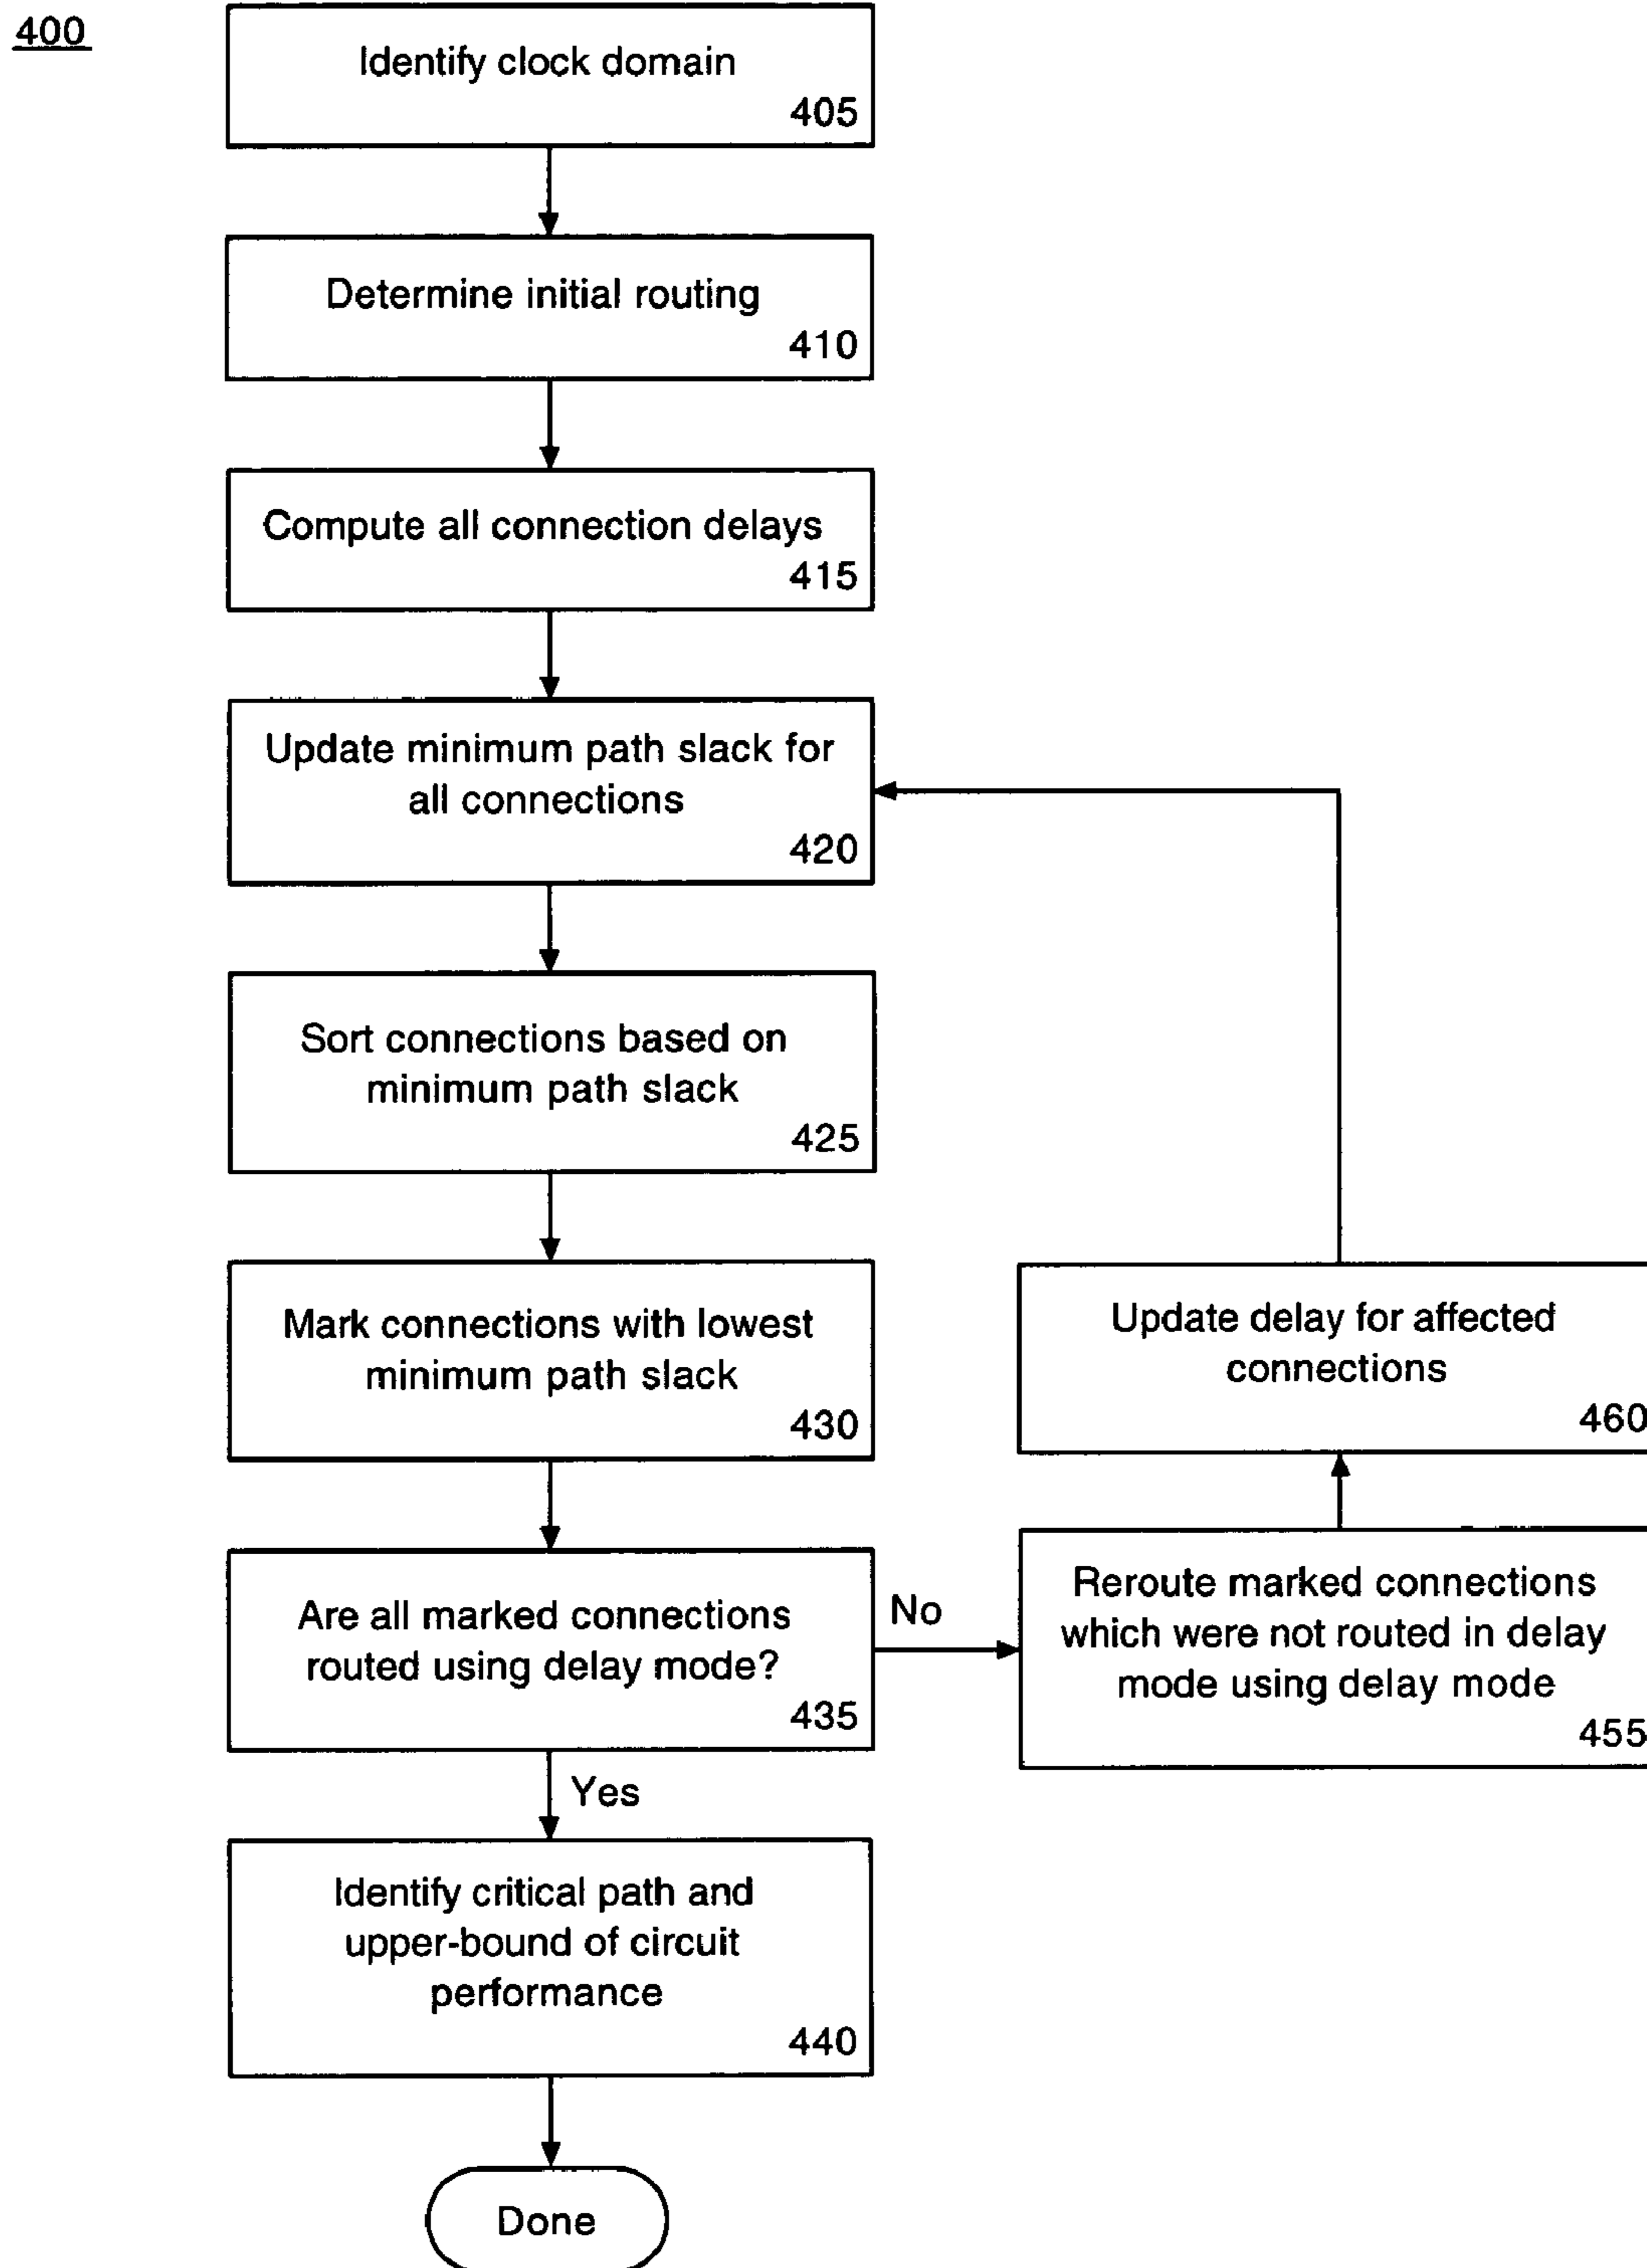 400
Identify clock domain
405
Determine initial routing
410
Compute all connection delays
415
Update minimum path slack for
all connections
420
Sort connections based on
minimum path slack
425
Mark connections with lowest
minimum path slack
430
Update delay for affected
connections
460
Are all marked connections
routed using delay mode?
435
No
Reroute marked connections
which were not routed in delay
mode using delay mode
455
Yes
Identify critical path and
upper-bound of circuit
performance
440
Done